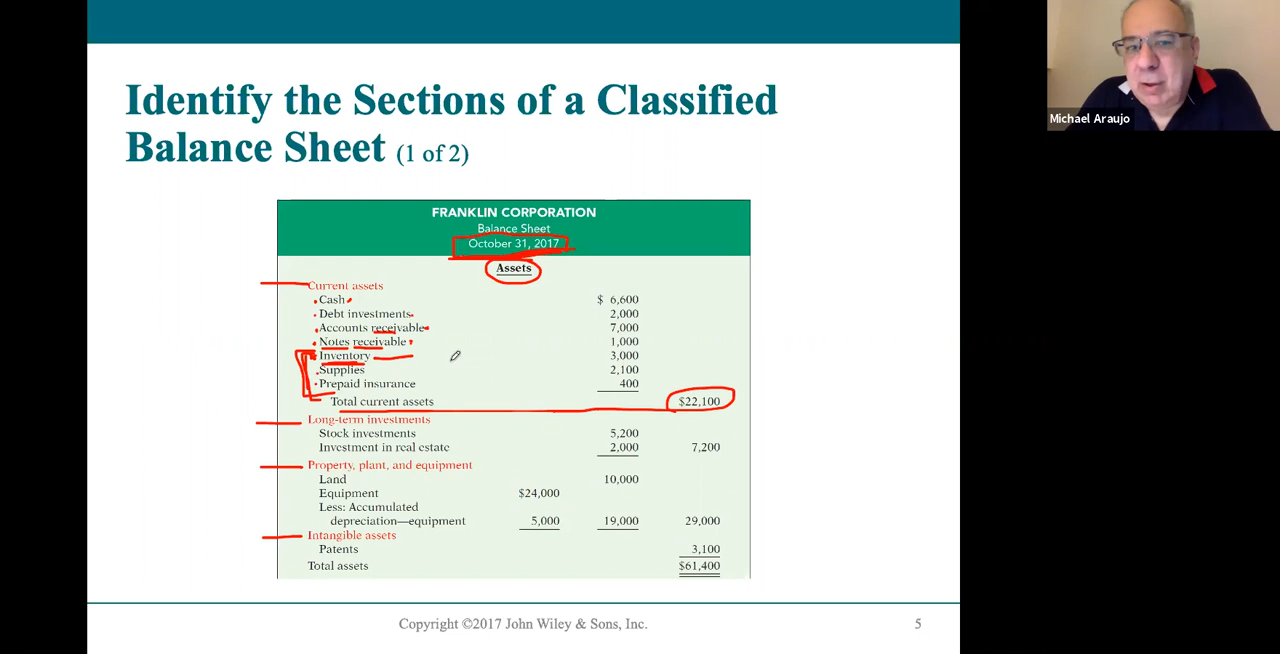 Identify the Sections of a Classified
Balance Sheet (1 of 2)
Michael Araujo
FRANKLIN CORPORATION
Balance Sheet
October 31, 2017
Assets
Current assets
Cash $ 6,600
Debt investments 2,000
Accounts receivable 7,000
Notes receivable 1,000
Inventory 3,000
Supplies 2,100
Prepaid insurance 400
Total current assets $22,100
Long-term investments
Stock investments 5,200
Investment in real estate 2,000 7,200
Property, plant, and equipment
Land 10,000
Equipment $24,000
Less: Accumulated
depreciation—equipment 5,000 19,000 29,000
Intangible assets
Patents 3,100
Total assets $61,400
Copyright ©2017 John Wiley & Sons, Inc. 5